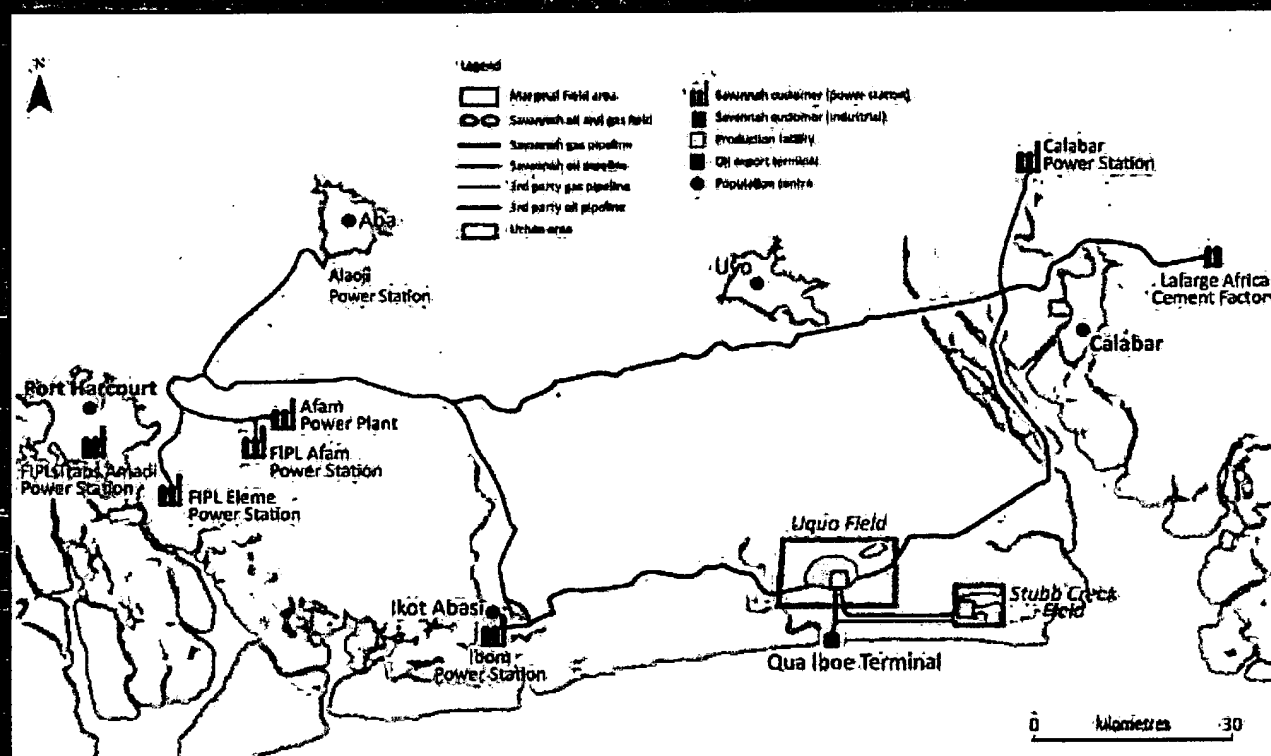 N
Legend
Marginal Field area
Savannah oil and gas field
Savannah gas pipeline
Savannah oil pipeline
3rd party gas pipeline
3rd party oil pipeline
Urban area
Savannah customer (power station)
Savannah customer (industrial)
Production facility
Oil export terminal
Population centre
Calabar
Power Station
Aba
Alaoji
Power Station
Uyo
Lafarge Africa
Cement Factory
Calabar
Port Harcourt
Afam
Power Plant
FIPL Afam
Power Station
FIPL Trans Amadi
Power Station
FIPL Eleme
Power Station
Uquo Field
Stubb Creek
Field
Ikot Abasi
Ibom
Power Station
Qua Iboe Terminal
0 kilometres 30